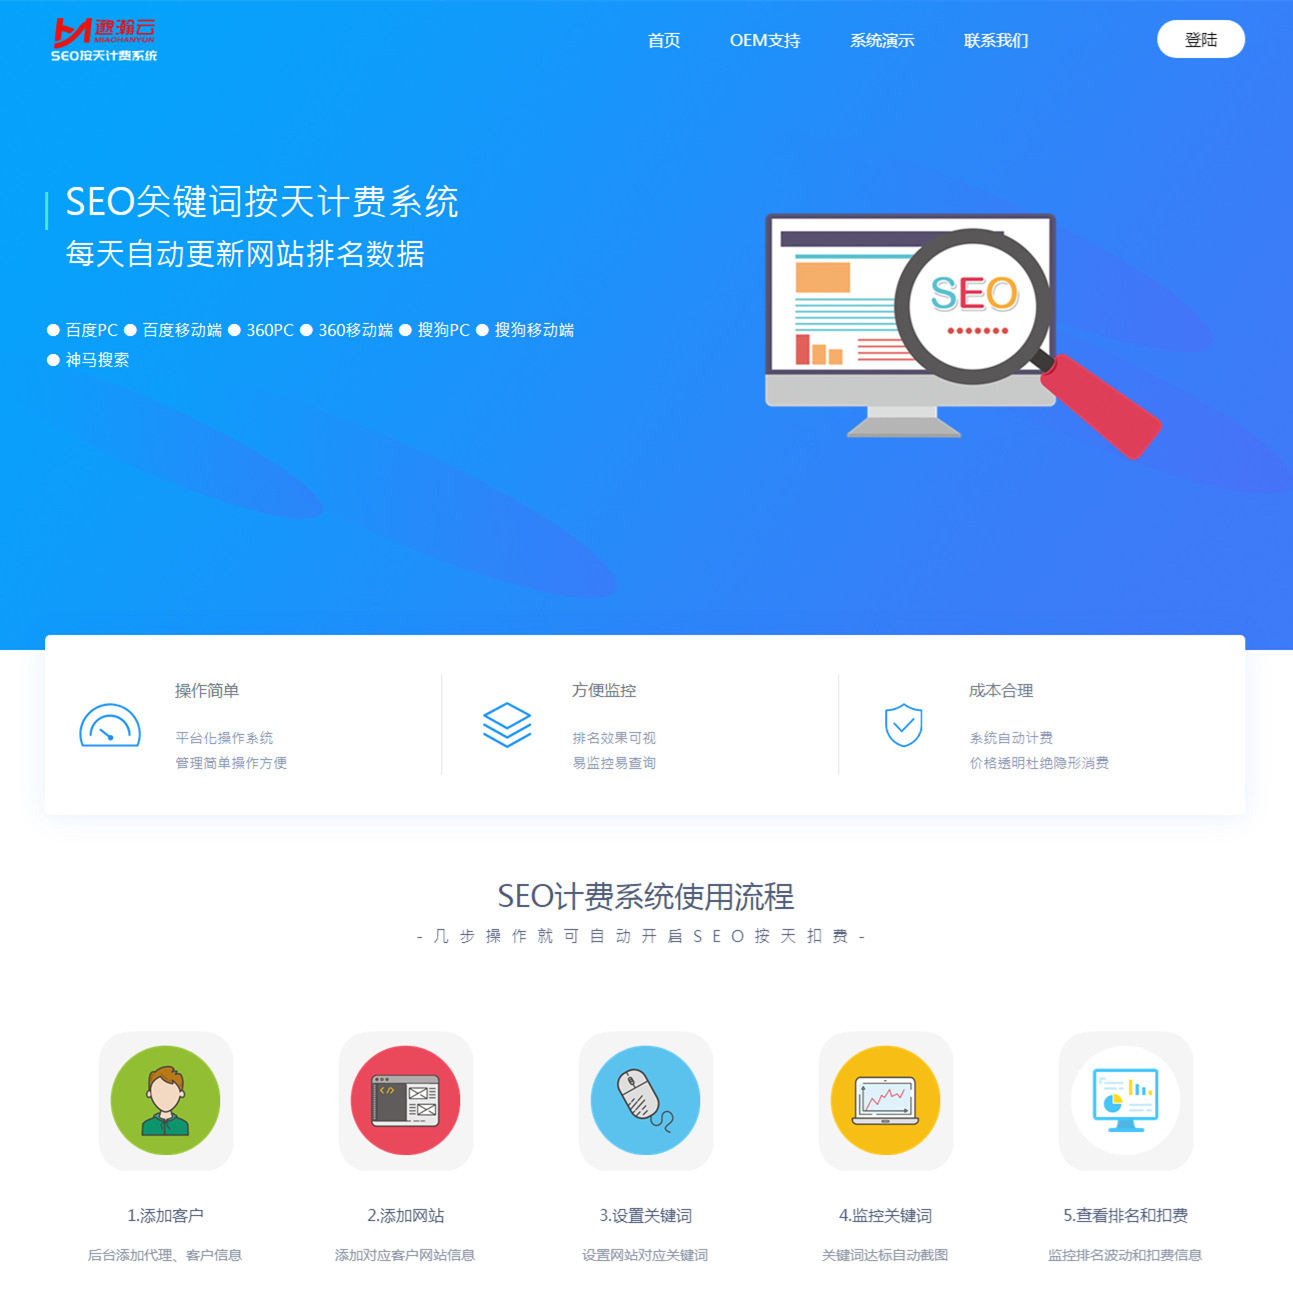 邈瀚云
MIAOHANYUN
SEO按天计费系统
首页 OEM支持 系统演示 联系我们 登陆
SEO关键词按天计费系统
每天自动更新网站排名数据
● 百度PC ● 百度移动端 ● 360PC ● 360移动端 ● 搜狗PC ● 搜狗移动端
● 神马搜索
SEO
操作简单
平台化操作系统
管理简单操作方便
方便监控
排名效果可视
易监控易查询
成本合理
系统自动计费
价格透明杜绝隐形消费
SEO计费系统使用流程
- 几步操作就可自动开启SEO按天扣费 -
1.添加客户
后台添加代理、客户信息
2.添加网站
添加对应客户网站信息
3.设置关键词
设置网站对应关键词
4.监控关键词
关键词达标自动截图
5.查看排名和扣费
监控排名波动和扣费信息